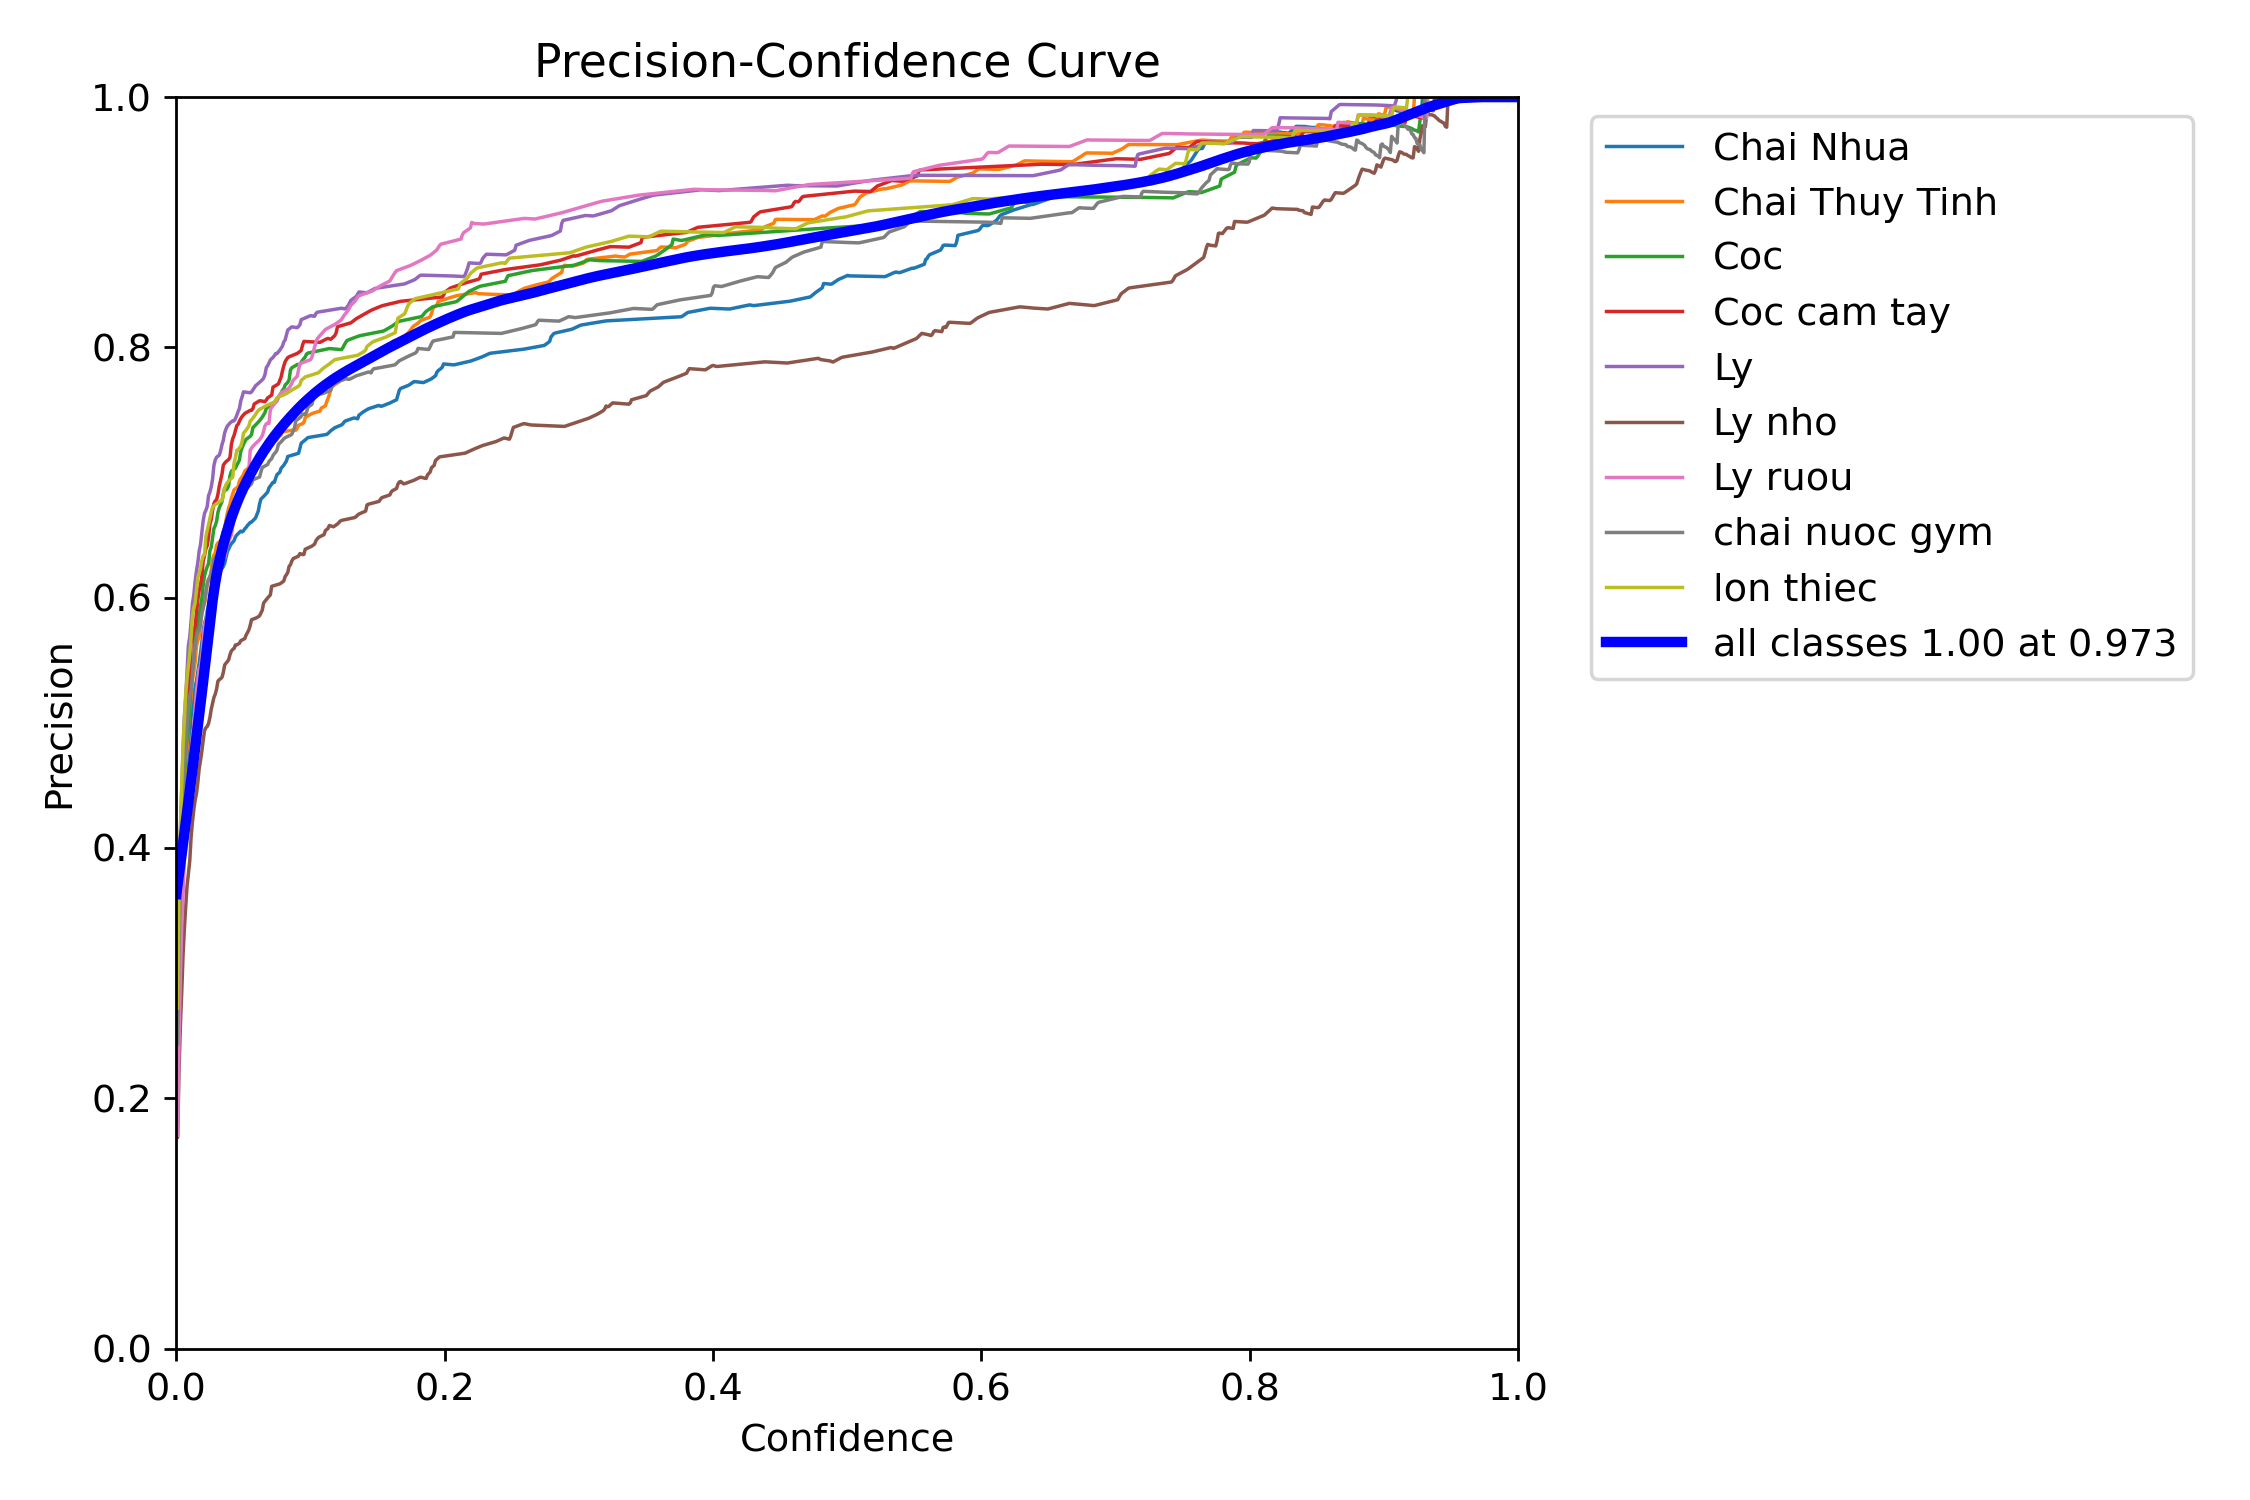 Precision-Confidence Curve
1.0
0.8
0.6
0.4
0.2
0.0
Precision
0.0 0.2 0.4 0.6 0.8 1.0
Confidence
Chai Nhua
Chai Thuy Tinh
Coc
Coc cam tay
Ly
Ly nho
Ly ruou
chai nuoc gym
lon thiec
all classes 1.00 at 0.973